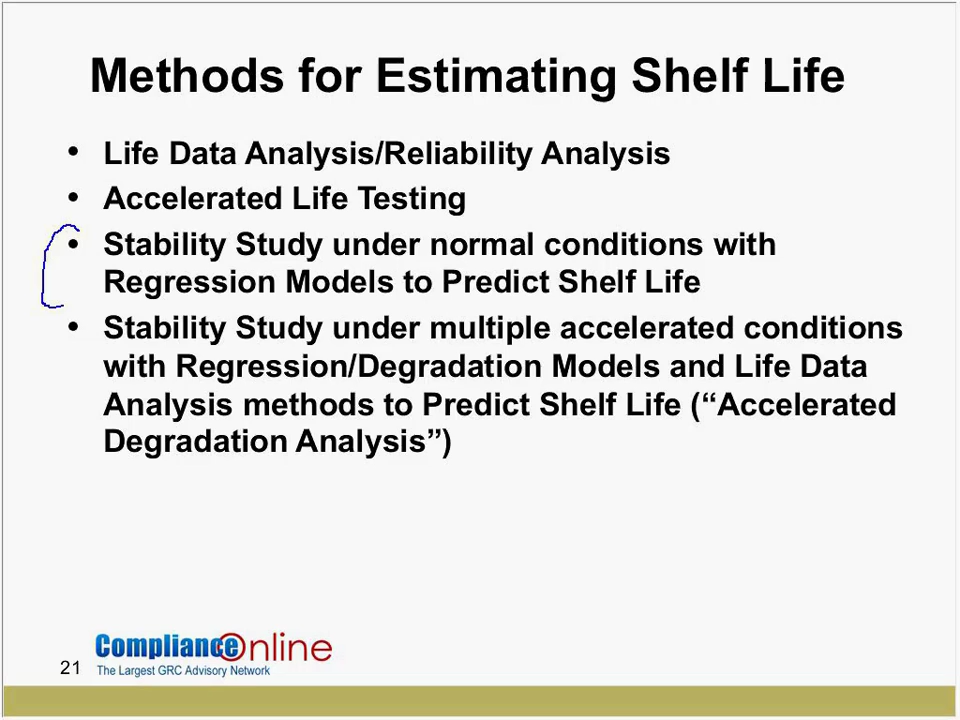 Methods for Estimating Shelf Life
• Life Data Analysis/Reliability Analysis
• Accelerated Life Testing
• Stability Study under normal conditions with
Regression Models to Predict Shelf Life
• Stability Study under multiple accelerated conditions
with Regression/Degradation Models and Life Data
Analysis methods to Predict Shelf Life (“Accelerated
Degradation Analysis”)
ComplianceOnline
The Largest GRC Advisory Network
21